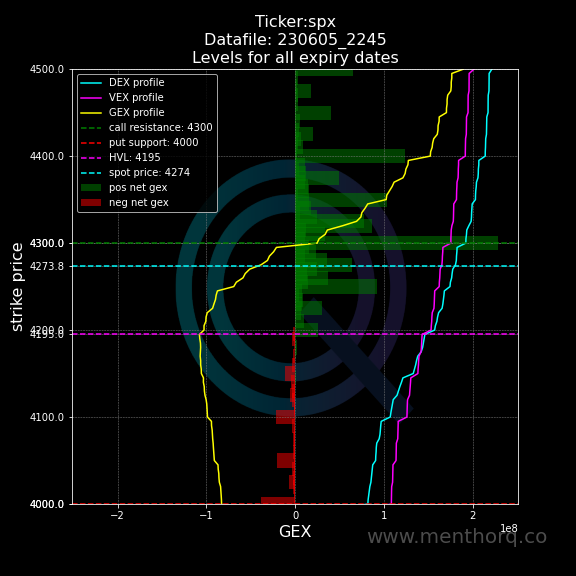 Ticker:spx
Datafile: 230605_2245
Levels for all expiry dates
4500.0
DEX profile
VEX profile
GEX profile
call resistance: 4300
put support: 4000
HVL: 4195
spot price: 4274
pos net gex
neg net gex
4400.0
4300.0
4273.8
4200.0
4195.0
4100.0
4000.0
strike price
−2
−1
0
1
2
1e8
GEX
www.menthorq.co